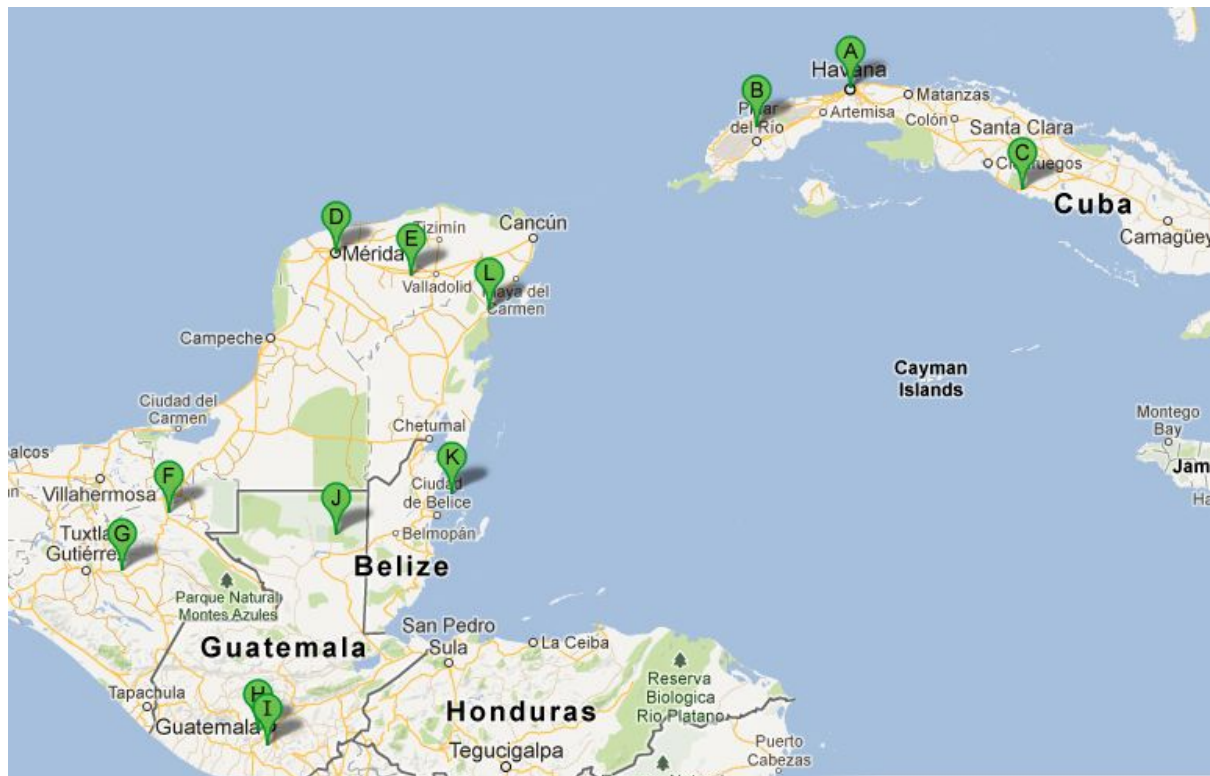 A
Havana
B
Matanzas
Artemisa
Colón
del Río
Santa Clara
C
Cuba
Camagüey
D
Tizimín
Cancún
E
Mérida
L
Valladolid
Playa del
Carmen
Campeche
Cayman
Islands
Ciudad del
Carmen
Montego
Bay
Chetumal
K
F
Villahermosa
Ciudad
de Belice
Jam
J
Ha
Tuxtla
G
Gutiérrez
Belmopán
Belize
Parque Natural
Montes Azules
San Pedro
Sula
La Ceiba
Guatemala
Reserva
Biologica
Rio Platano
Tapachula
H
I
Guatemala
Honduras
Tegucigalpa
Puerto
Cabezas